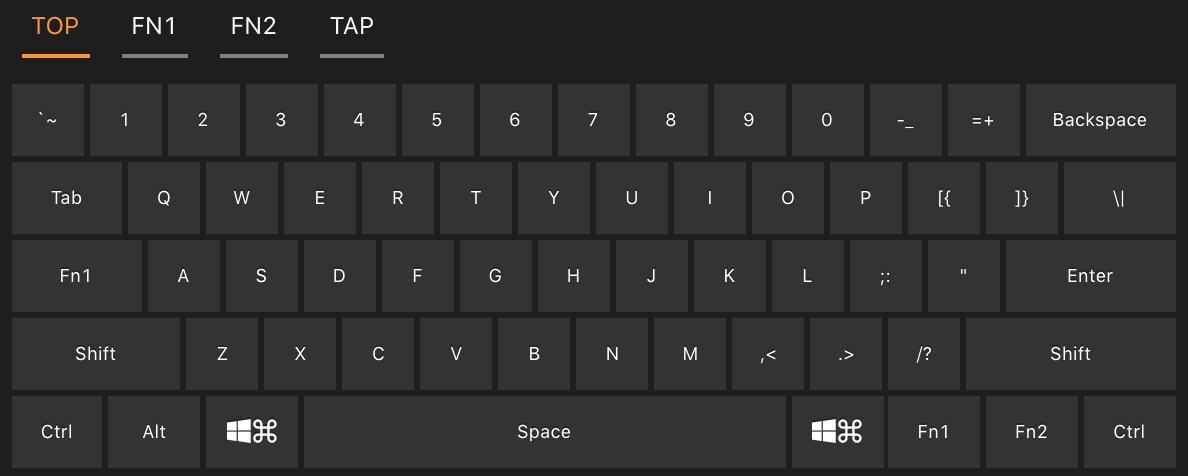 TOP FN1 FN2 TAP
`~ 1 2 3 4 5 6 7 8 9 0 -_ =+ Backspace
Tab Q W E R T Y U I O P [{ ]} \|
Fn1 A S D F G H J K L ;: " Enter
Shift Z X C V B N M ,< .> /? Shift
Ctrl Alt ⌘ Space ⌘ Fn1 Fn2 Ctrl